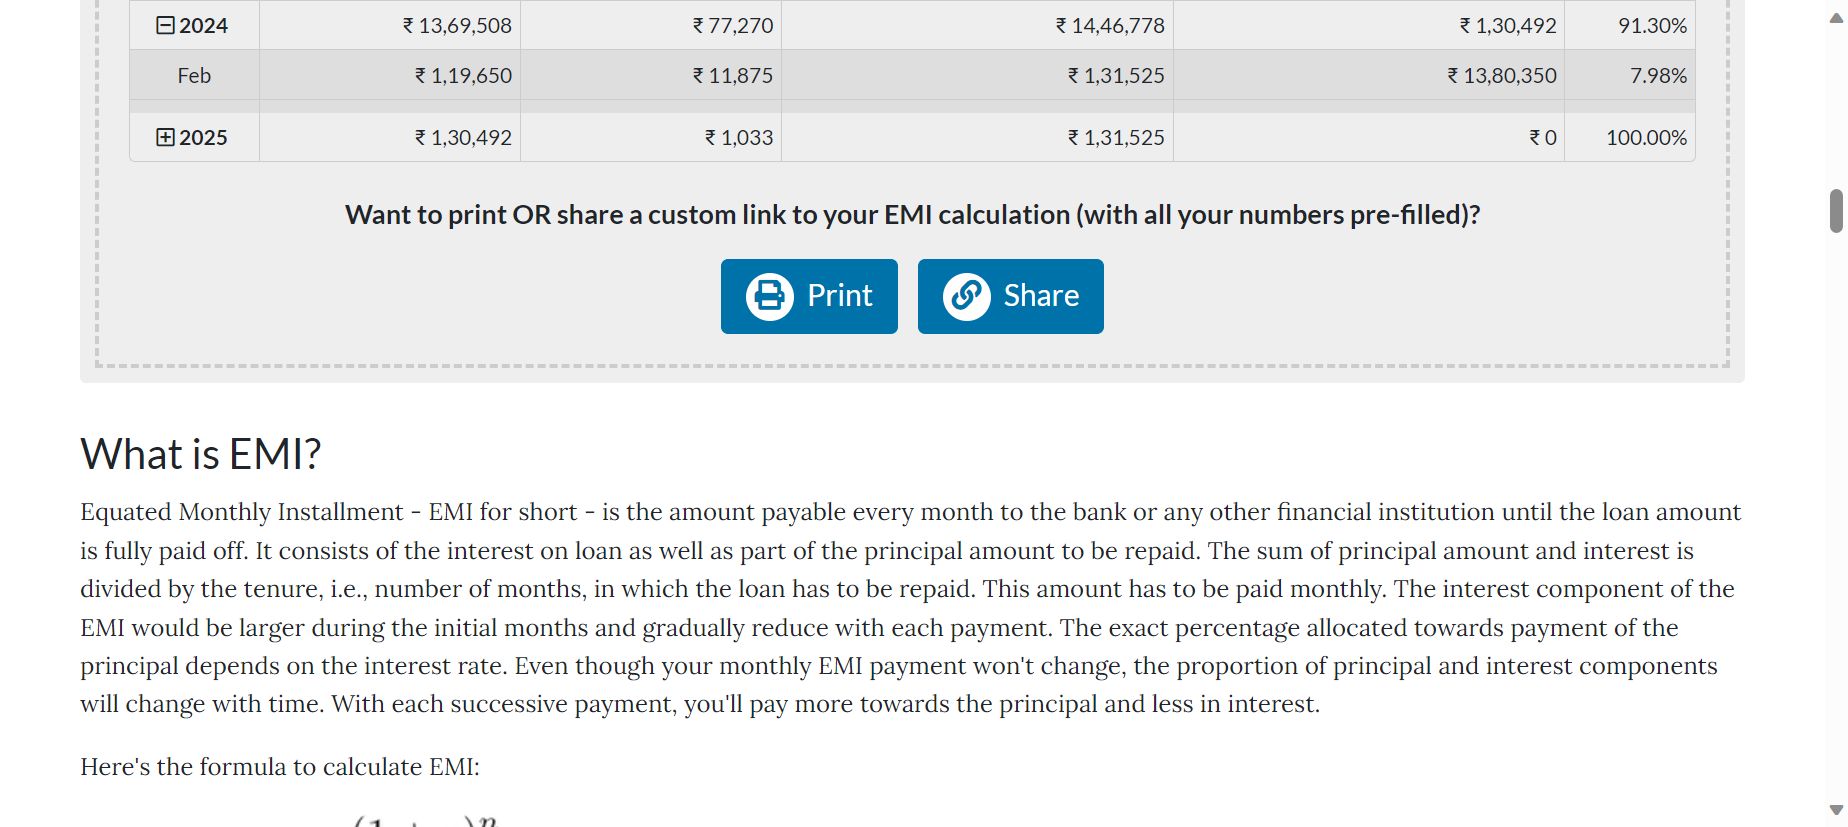 2024 ₹ 13,69,508 ₹ 77,270 ₹ 14,46,778 ₹ 1,30,492 91.30%
Feb ₹ 1,19,650 ₹ 11,875 ₹ 1,31,525 ₹ 13,80,350 7.98%
2025 ₹ 1,30,492 ₹ 1,033 ₹ 1,31,525 ₹ 0 100.00%
Want to print OR share a custom link to your EMI calculation (with all your numbers pre-filled)?
Print Share
What is EMI?
Equated Monthly Installment - EMI for short - is the amount payable every month to the bank or any other financial institution until the loan amount
is fully paid off. It consists of the interest on loan as well as part of the principal amount to be repaid. The sum of principal amount and interest is
divided by the tenure, i.e., number of months, in which the loan has to be repaid. This amount has to be paid monthly. The interest component of the
EMI would be larger during the initial months and gradually reduce with each payment. The exact percentage allocated towards payment of the
principal depends on the interest rate. Even though your monthly EMI payment won't change, the proportion of principal and interest components
will change with time. With each successive payment, you'll pay more towards the principal and less in interest.
Here's the formula to calculate EMI: